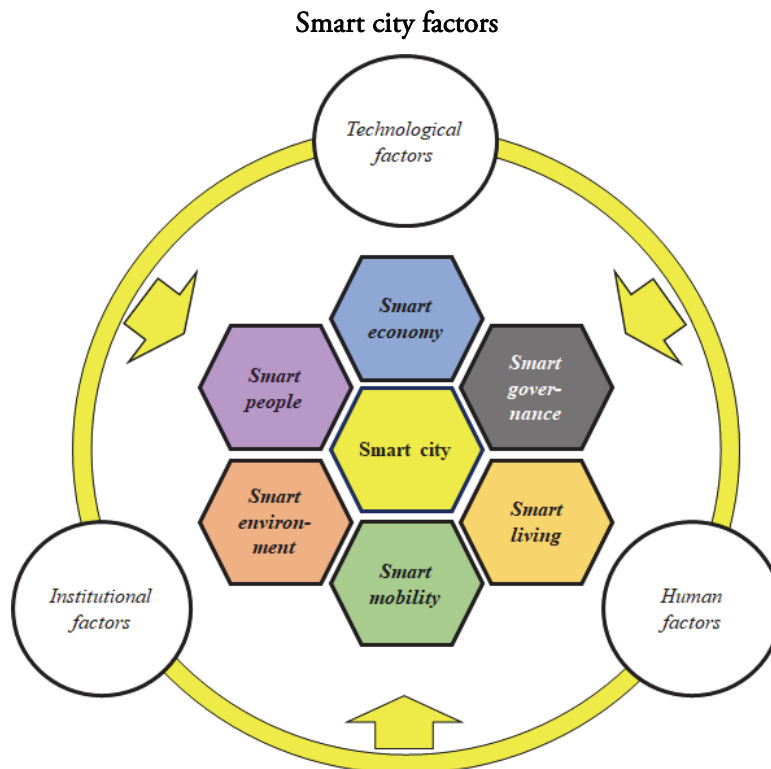 Smart city factors
Technological
factors
Smart
economy
Smart
people
Smart
gover-
nance
Smart city
Smart
environ-
ment
Smart
living
Smart
mobility
Institutional
factors
Human
factors